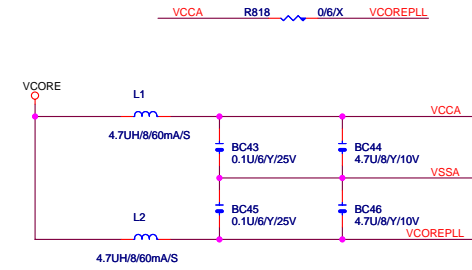 VCCA R818 0/6/X VCOREPLL
VCORE
L1
VCCA
4.7UH/8/60mA/S
BC43 BC44
0.1U/6/Y/25V 4.7U/8/Y/10V
VSSA
BC45 BC46
0.1U/6/Y/25V 4.7U/8/Y/10V
L2
VCOREPLL
4.7UH/8/60mA/S